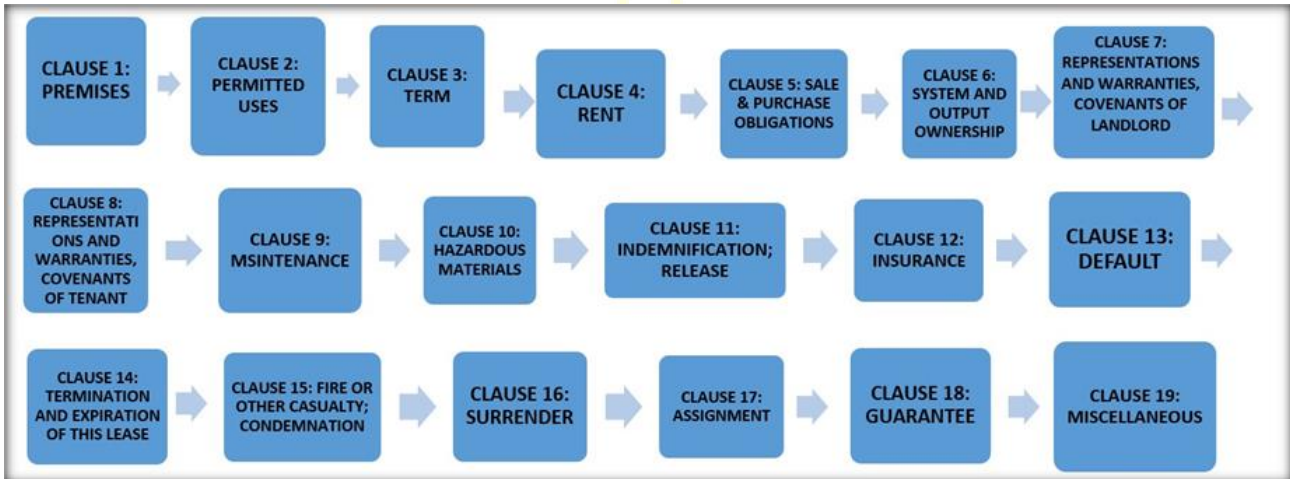 CLAUSE 1:
PREMISES
CLAUSE 2:
PERMITTED
USES
CLAUSE 3:
TERM
CLAUSE 4:
RENT
CLAUSE 5: SALE
& PURCHASE
OBLIGATIONS
CLAUSE 6:
SYSTEM AND
OUTPUT
OWNERSHIP
CLAUSE 7:
REPRESENTATIONS
AND WARRANTIES,
COVENANTS OF
LANDLORD
CLAUSE 8:
REPRESENTATI
ONS AND
WARRANTIES,
COVENANTS
OF TENANT
CLAUSE 9:
MSINTENANCE
CLAUSE 10:
HAZARDOUS
MATERIALS
CLAUSE 11:
INDEMNIFICATION;
RELEASE
CLAUSE 12:
INSURANCE
CLAUSE 13:
DEFAULT
CLAUSE 14:
TERMINATION
AND EXPIRATION
OF THIS LEASE
CLAUSE 15: FIRE OR
OTHER CASUALTY;
CONDEMNATION
CLAUSE 16:
SURRENDER
CLAUSE 17:
ASSIGNMENT
CLAUSE 18:
GUARANTEE
CLAUSE 19:
MISCELLANEOUS